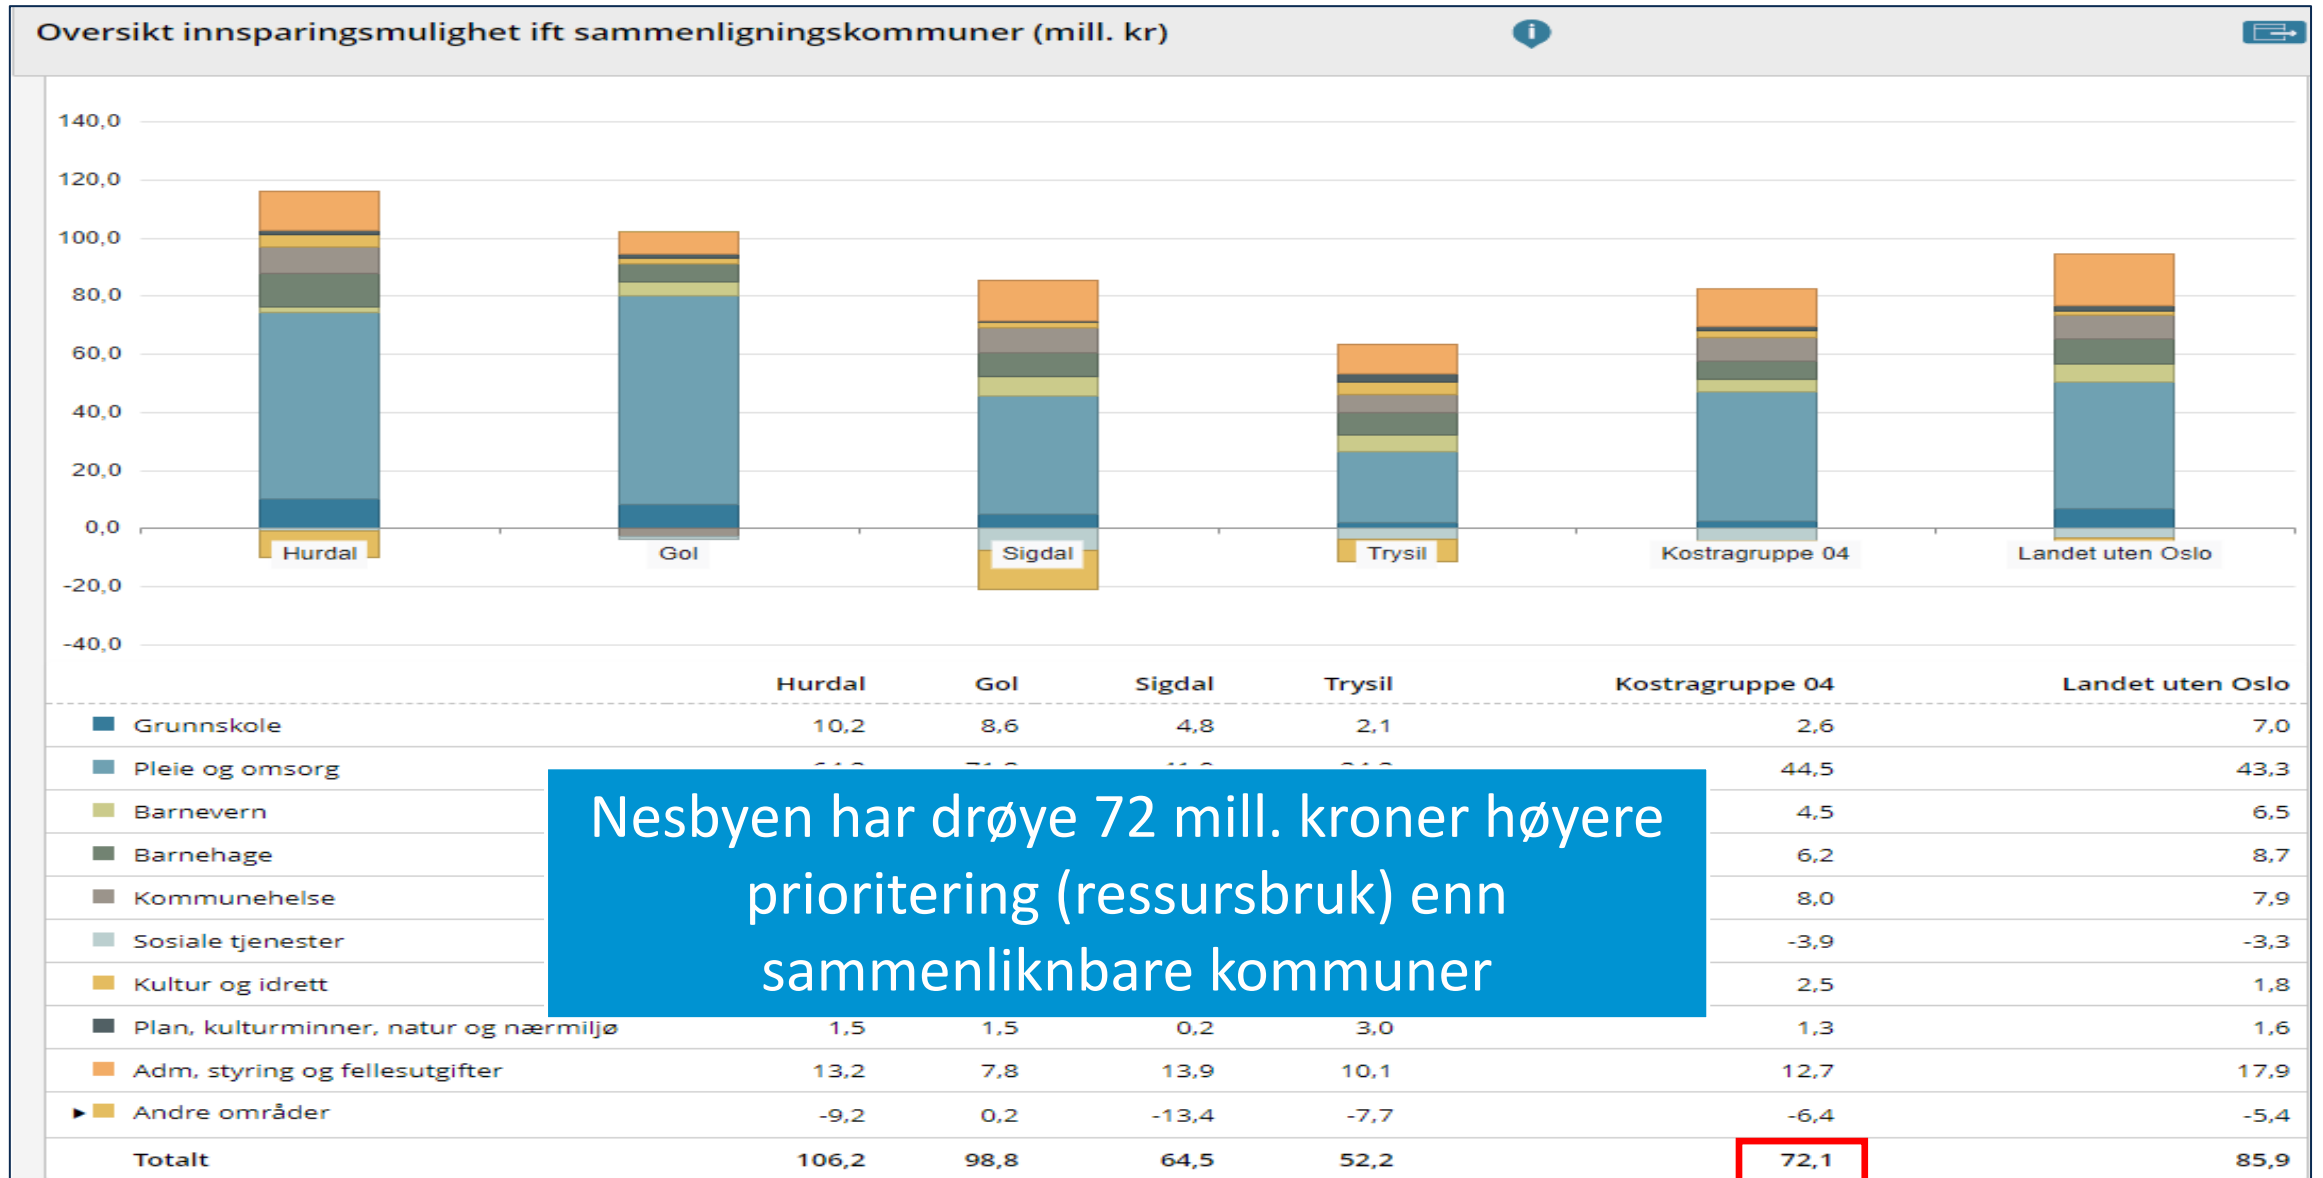 Oversikt innsparingsmulighet ift sammenligningskommuner (mill. kr)
140,0
120,0
100,0
80,0
60,0
40,0
20,0
0,0
-20,0
-40,0
Hurdal Gol Sigdal Trysil Kostragruppe 04 Landet uten Oslo
Hurdal Gol Sigdal Trysil Kostragruppe 04 Landet uten Oslo
Grunnskole 10,2 8,6 4,8 2,1 2,6 7,0
Pleie og omsorg 44,5 43,3
Barnevern 4,5 6,5
Barnehage 6,2 8,7
Kommunehelse 8,0 7,9
Sosiale tjenester -3,9 -3,3
Kultur og idrett 2,5 1,8
Nesbyen har drøye 72 mill. kroner høyere
prioritering (ressursbruk) enn
sammenliknbare kommuner
Plan, kulturminner, natur og nærmiljø 1,5 1,5 0,2 3,0 1,3 1,6
Adm, styring og fellesutgifter 13,2 7,8 13,9 10,1 12,7 17,9
Andre områder -9,2 0,2 -13,4 -7,7 -6,4 -5,4
Totalt 106,2 98,8 64,5 52,2 72,1 85,9